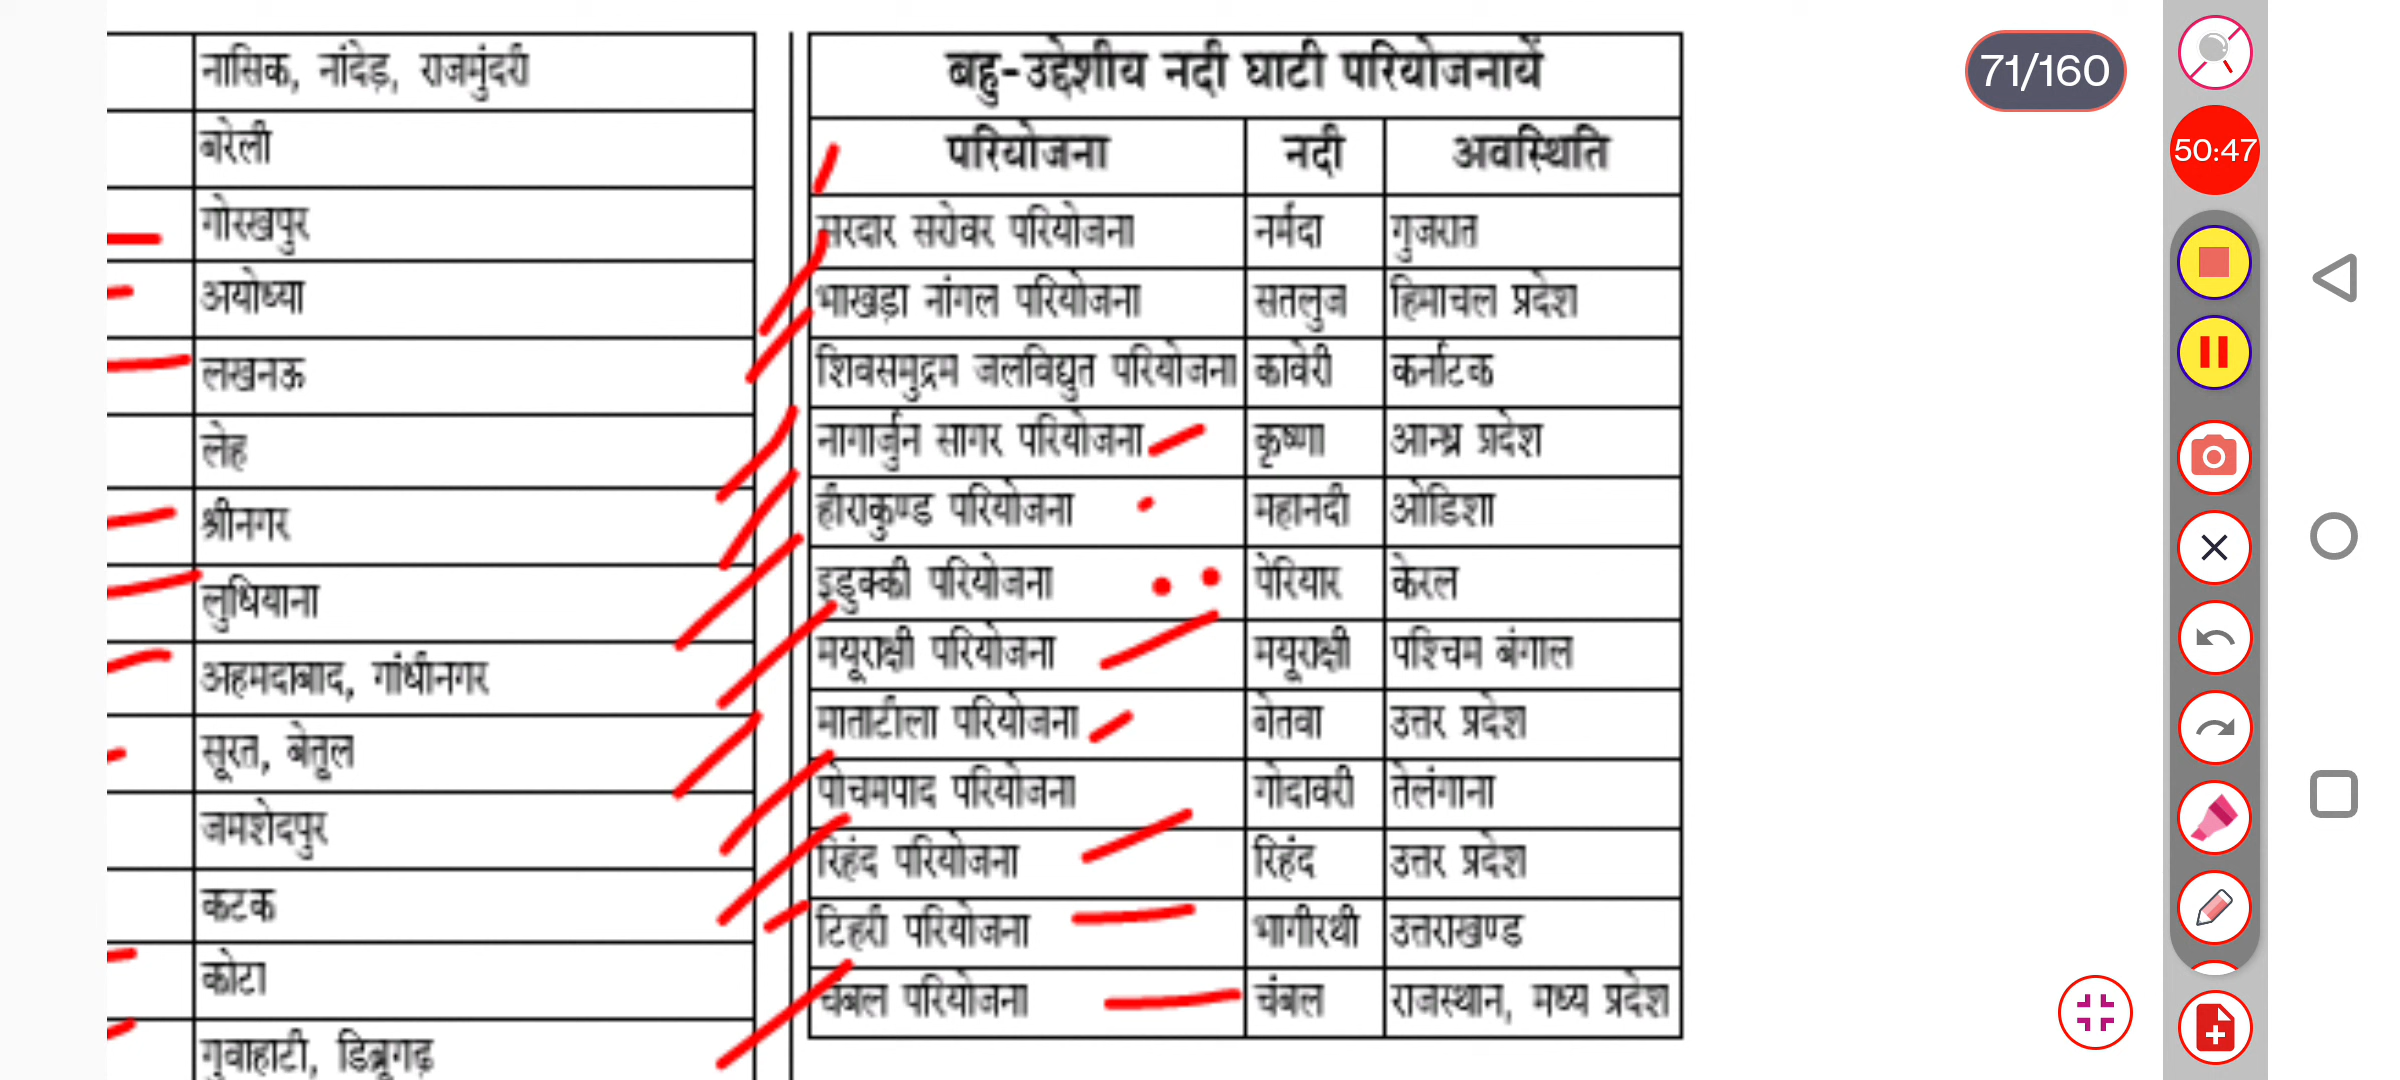 नासिक, नांदेड़, राजमुंदरी
बरेली
गोरखपुर
अयोध्या
लखनऊ
लेह
श्रीनगर
लुधियाना
अहमदाबाद, गांधीनगर
सूरत, बेतूल
जमशेदपुर
कटक
कोटा
गुवाहाटी, डिब्रूगढ़
बहु-उद्देशीय नदी घाटी परियोजनायें
परियोजना नदी अवस्थिति
सरदार सरोवर परियोजना नर्मदा गुजरात
भाखड़ा नांगल परियोजना सतलुज हिमाचल प्रदेश
शिवसमुद्रम जलविद्युत परियोजना कावेरी कर्नाटक
नागार्जुन सागर परियोजना कृष्णा आन्ध्र प्रदेश
हीराकुण्ड परियोजना महानदी ओडिशा
इडुक्की परियोजना पेरियार केरल
मयूराक्षी परियोजना मयूराक्षी पश्चिम बंगाल
माताटीला परियोजना बेतवा उत्तर प्रदेश
पोचमपाद परियोजना गोदावरी तेलंगाना
रिहंद परियोजना रिहंद उत्तर प्रदेश
टिहरी परियोजना भागीरथी उत्तराखण्ड
चंबल परियोजना चंबल राजस्थान, मध्य प्रदेश
71/160
50:47